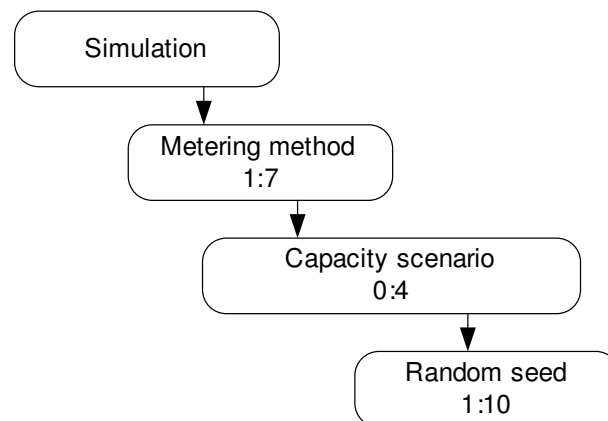 Simulation
Metering method
1:7
Capacity scenario
0:4
Random seed
1:10